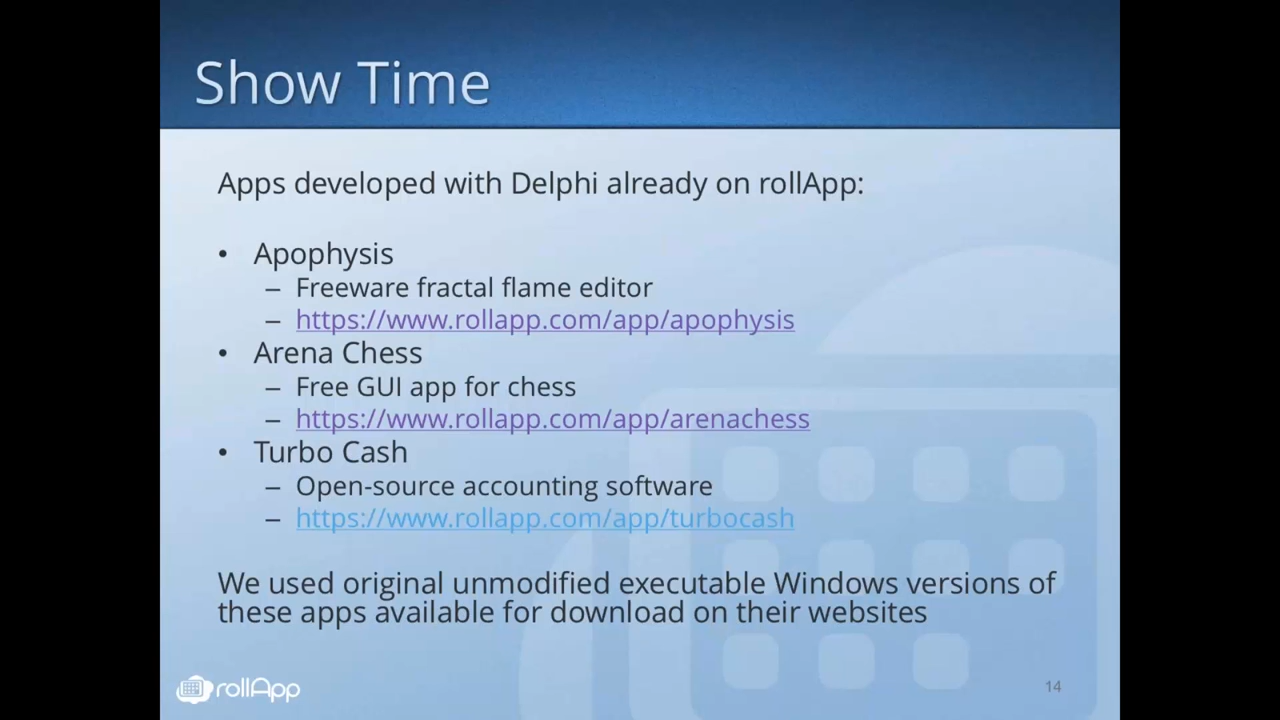 Show Time
Apps developed with Delphi already on rollApp:
• Apophysis
– Freeware fractal flame editor
– https://www.rollapp.com/app/apophysis
• Arena Chess
– Free GUI app for chess
– https://www.rollapp.com/app/arenachess
• Turbo Cash
– Open-source accounting software
– https://www.rollapp.com/app/turbocash
We used original unmodified executable Windows versions of
these apps available for download on their websites
rollApp
14